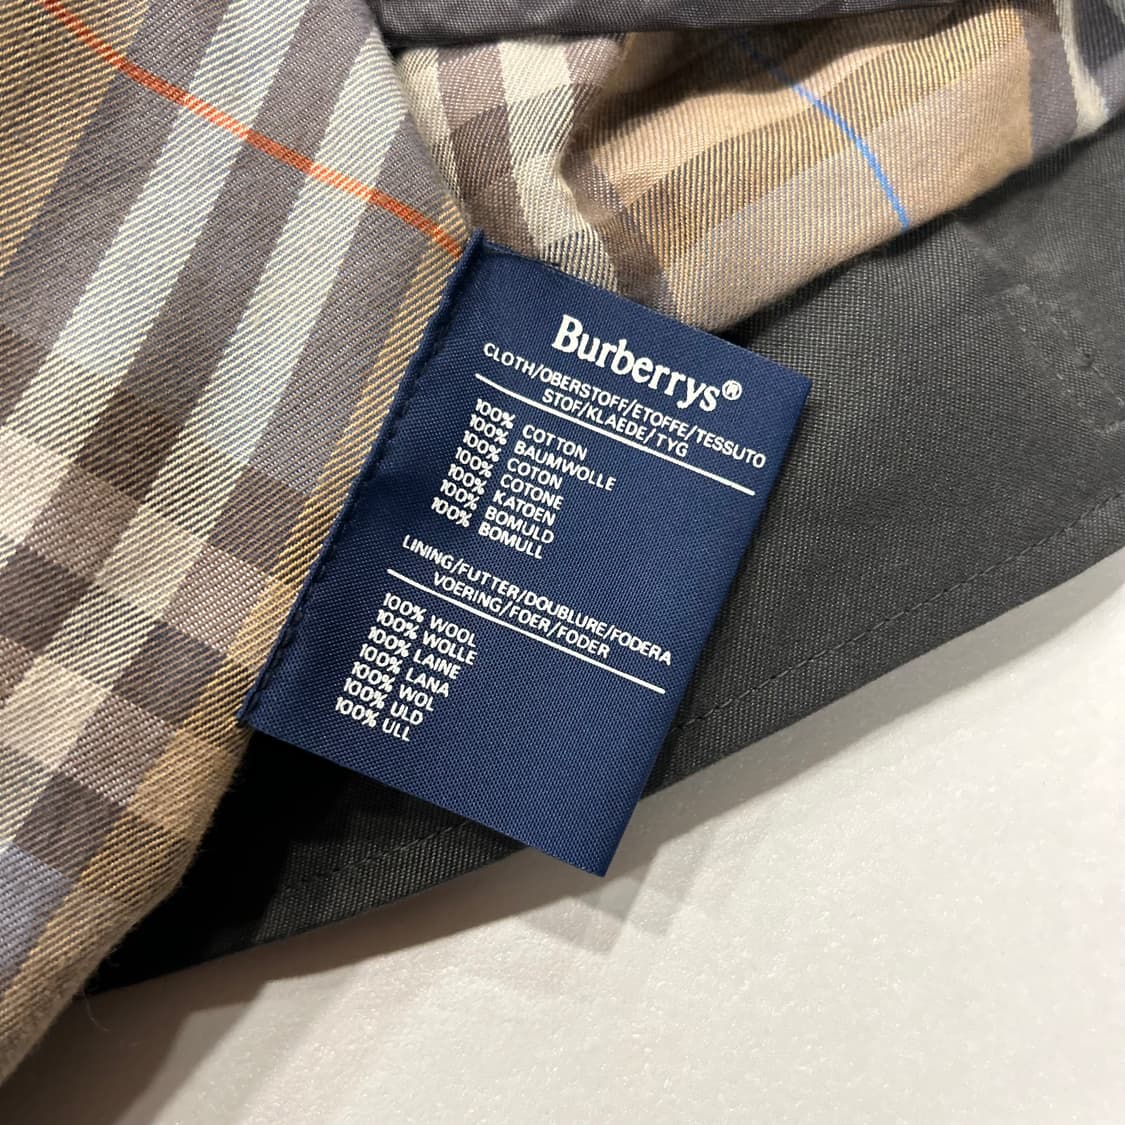 Burberrys®
CLOTH/OBERSTOFF/ETOFFE/TESSUTO
STOF/KLAEDE/TYG
100% COTTON
100% BAUMWOLLE
100% COTON
100% COTONE
100% KATOEN
100% BOMULD
100% BOMULL
LINING/FUTTER/DOUBLURE/FODERA
VOERING/FOER/FODER
100% WOOL
100% WOLLE
100% LAINE
100% LANA
100% WOL
100% ULD
100% ULL